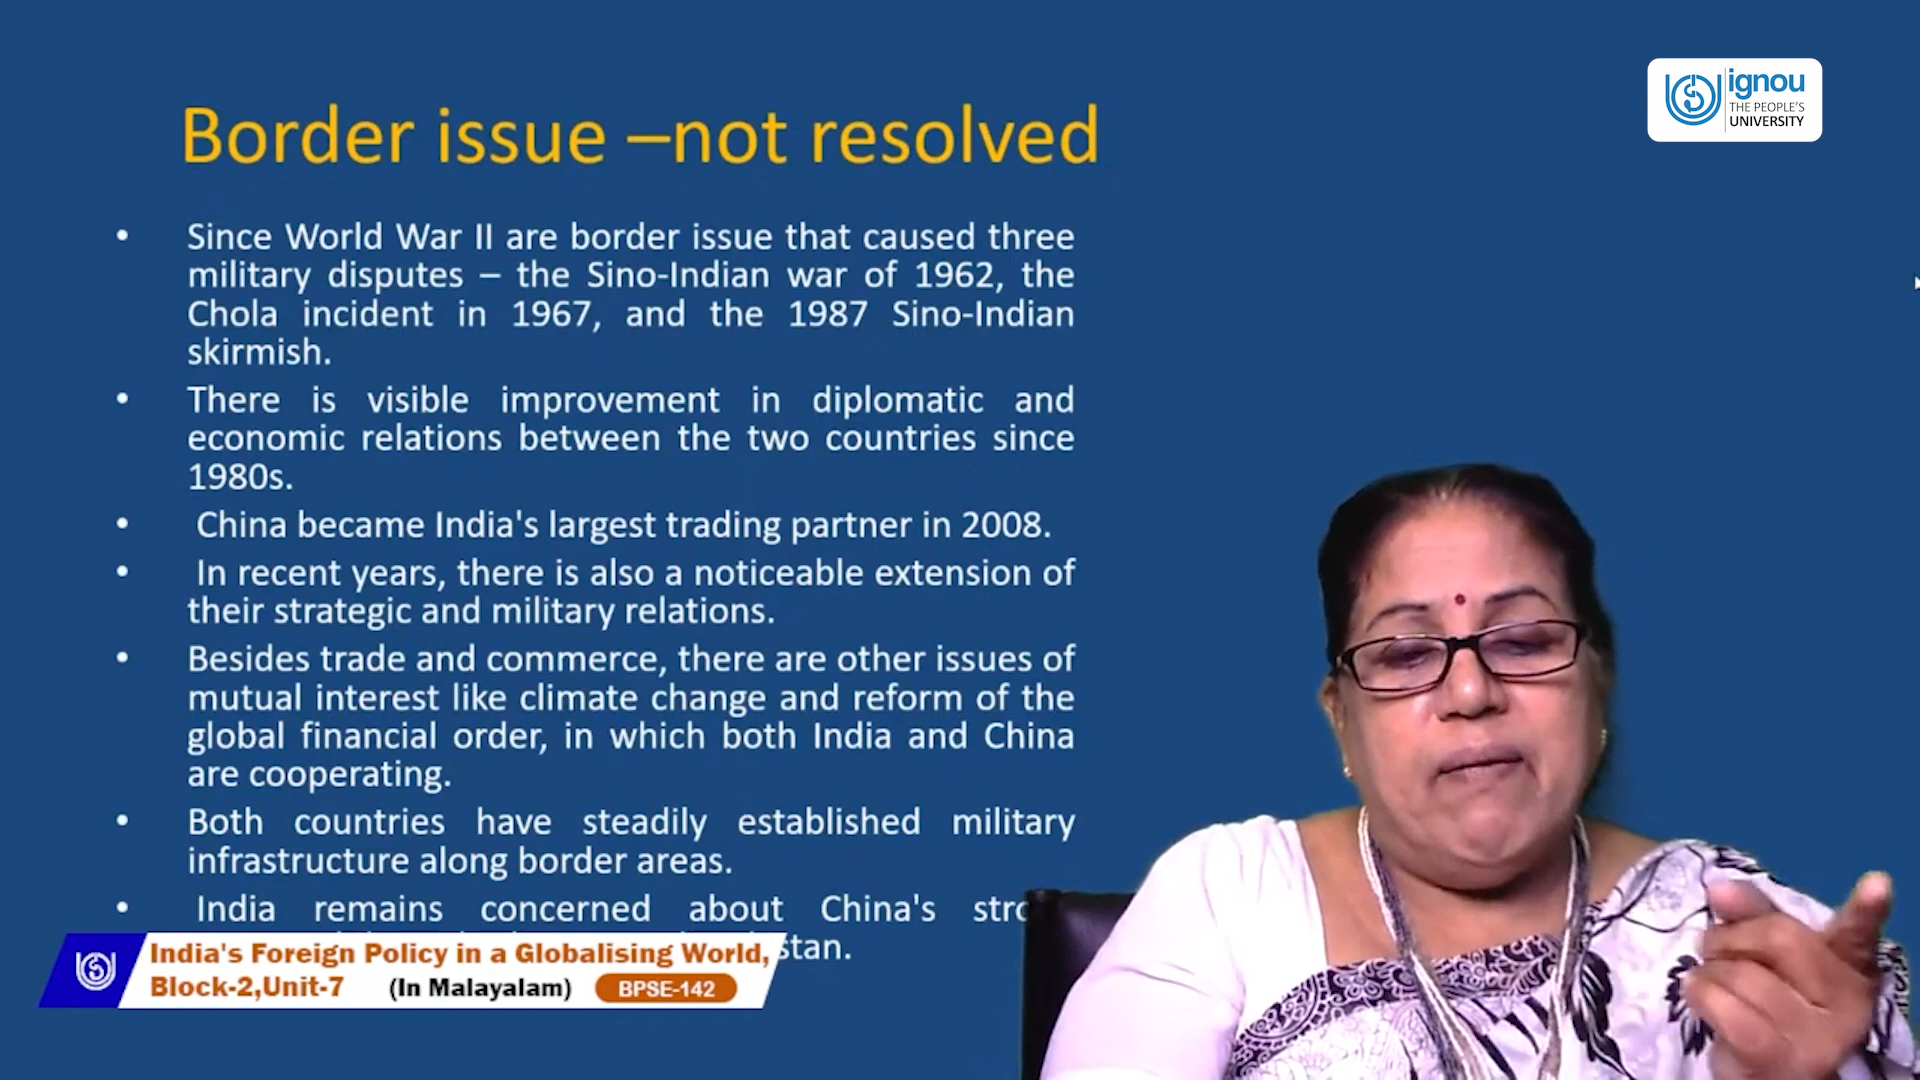 ignou
THE PEOPLE'S
UNIVERSITY
Border issue –not resolved
• Since World War II are border issue that caused three
military disputes – the Sino-Indian war of 1962, the
Chola incident in 1967, and the 1987 Sino-Indian
skirmish.
• There is visible improvement in diplomatic and
economic relations between the two countries since
1980s.
• China became India's largest trading partner in 2008.
• In recent years, there is also a noticeable extension of
their strategic and military relations.
• Besides trade and commerce, there are other issues of
mutual interest like climate change and reform of the
global financial order, in which both India and China
are cooperating.
• Both countries have steadily established military
infrastructure along border areas.
• India remains concerned about China's
India's Foreign Policy in a Globalising World,
Block-2,Unit-7 (In Malayalam) BPSE-142